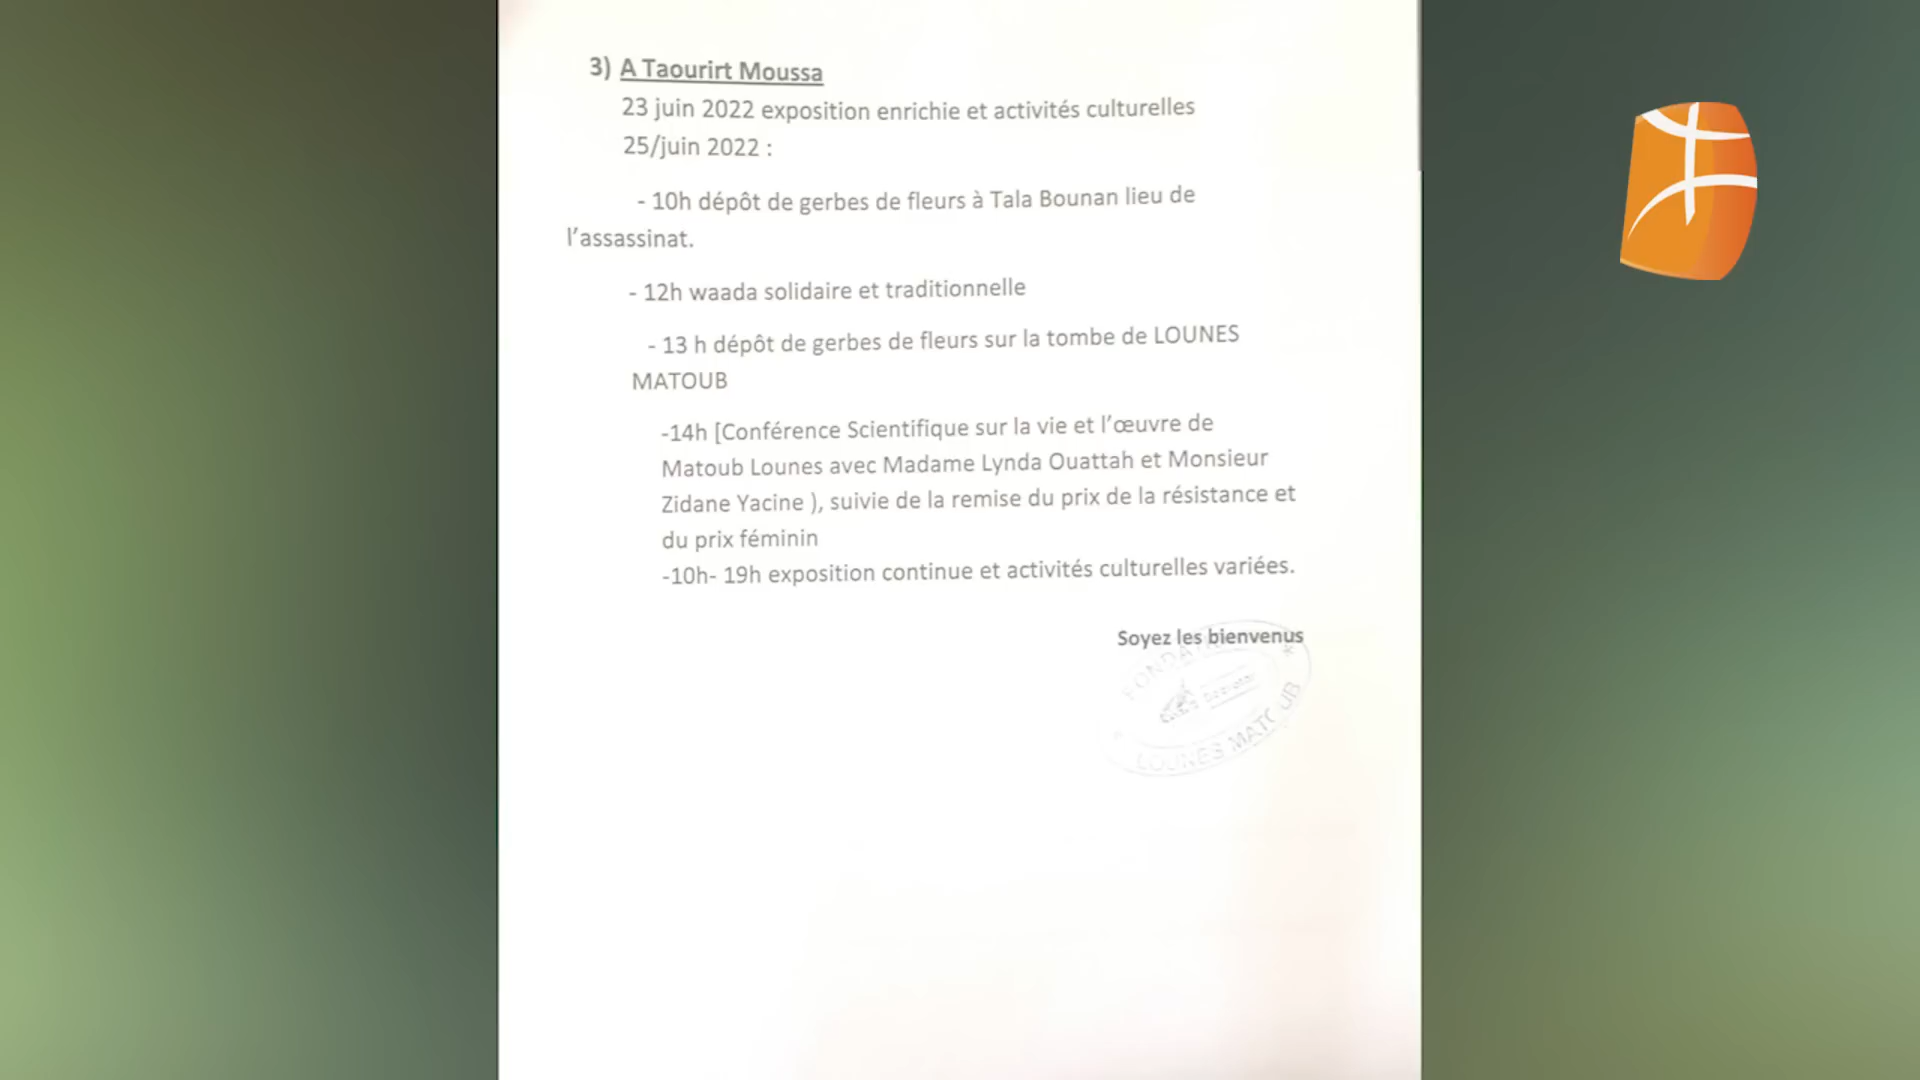 3) A Taourirt Moussa
23 juin 2022 exposition enrichie et activités culturelles
25/juin 2022 :
- 10h dépôt de gerbes de fleurs à Tala Bounan lieu de
l'assassinat.
- 12h waada solidaire et traditionnelle
- 13 h dépôt de gerbes de fleurs sur la tombe de LOUNES
MATOUB
-14h [Conférence Scientifique sur la vie et l'œuvre de
Matoub Lounes avec Madame Lynda Ouattah et Monsieur
Zidane Yacine ), suivie de la remise du prix de la résistance et
du prix féminin
-10h- 19h exposition continue et activités culturelles variées.
Soyez les bienvenus
LOUNES MATOUB